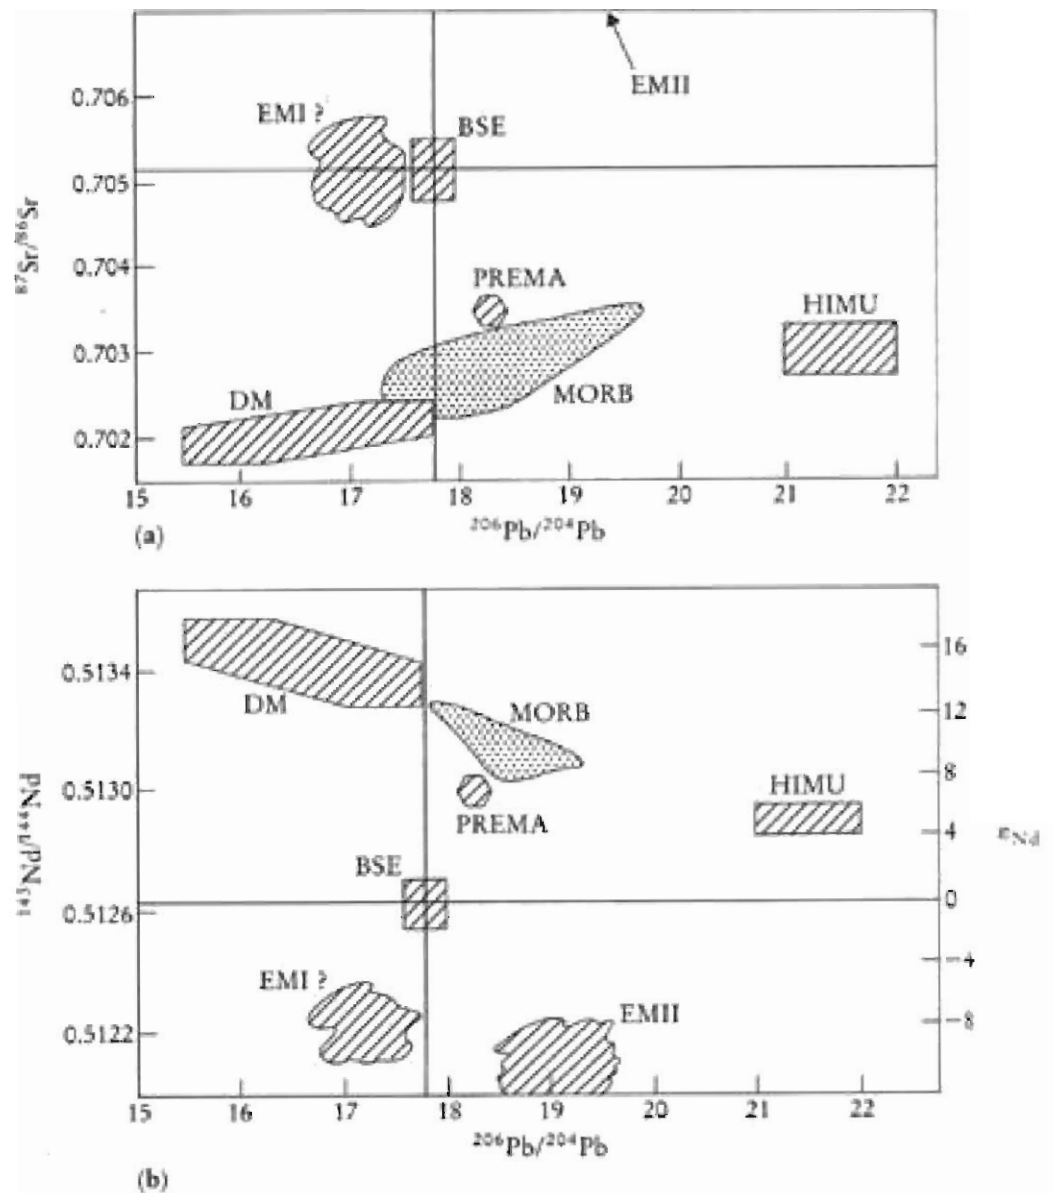 EMII
0.706
EMI ?
BSE
0.705
⁸⁷Sr/⁸⁶Sr
0.704
PREMA
HIMU
0.703
DM
MORB
0.702
15 16 17 18 19 20 21 22
(a)
²⁰⁶Pb/²⁰⁴Pb
16
0.5134
DM
MORB
12
8
0.5130
HIMU
PREMA
4
¹⁴³Nd/¹⁴⁴Nd
εNd
BSE
0
0.5126
−4
EMI ?
EMII
0.5122
−8
15 16 17 18 19 20 21 22
²⁰⁶Pb/²⁰⁴Pb
(b)